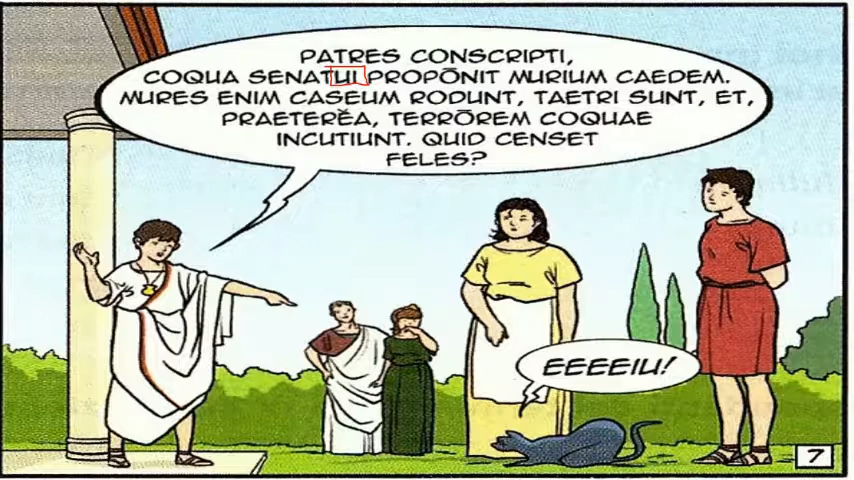 PATRES CONSCRIPTI,
COQUA SENATUI PROPŌNIT MURIUM CAEDEM.
MURES ENIM CASEUM RODUNT, TAETRI SUNT, ET,
PRAETERĔA, TERRŌREM COQUAE
INCUTIUNT. QUID CENSET
FELES?
EEEEIU!
7